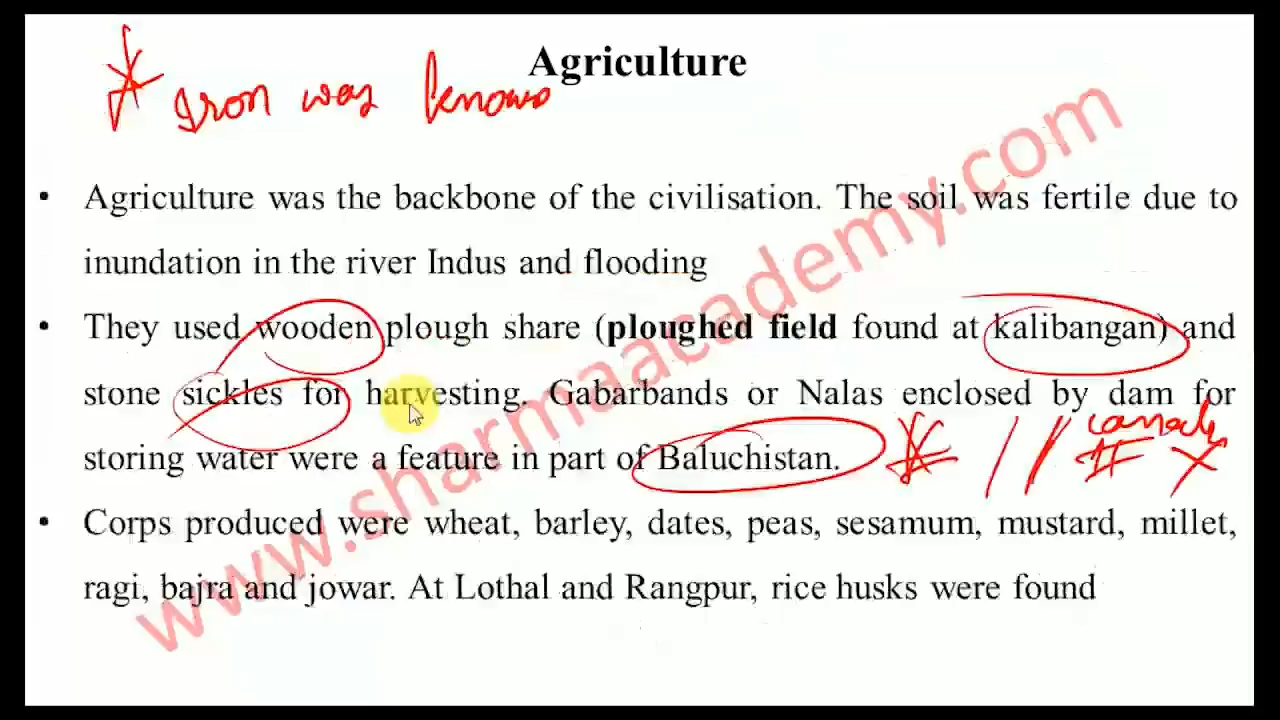 Agriculture
Iron was known
• Agriculture was the backbone of the civilisation. The soil was fertile due to
inundation in the river Indus and flooding
• They used wooden plough share (ploughed field found at kalibangan) and
stone sickles for harvesting. Gabarbands or Nalas enclosed by dam for
storing water were a feature in part of Baluchistan.
• Corps produced were wheat, barley, dates, peas, sesamum, mustard, millet,
ragi, bajra and jowar. At Lothal and Rangpur, rice husks were found
www.sharmaacademy.com